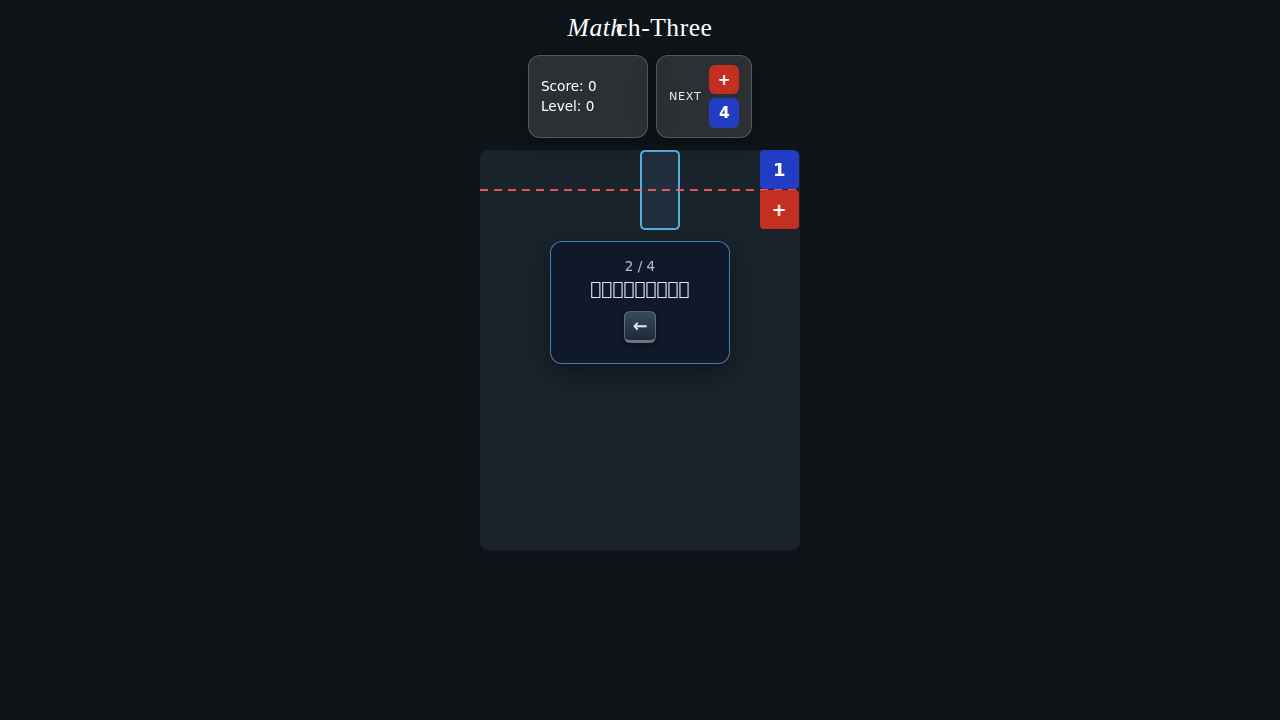 Mathch-Three
Score: 0
Level: 0
NEXT
+
4
1
+
2 / 4
←